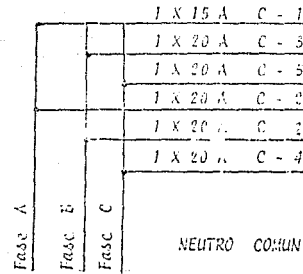 1 X 15 A C - 1
1 X 20 A C - 3
1 X 20 A C - 5
1 X 20 A C - 2
1 X 20 A C - 2
1 X 20 A C - 4
Fase A
Fase B
Fase C
NEUTRO COMUN